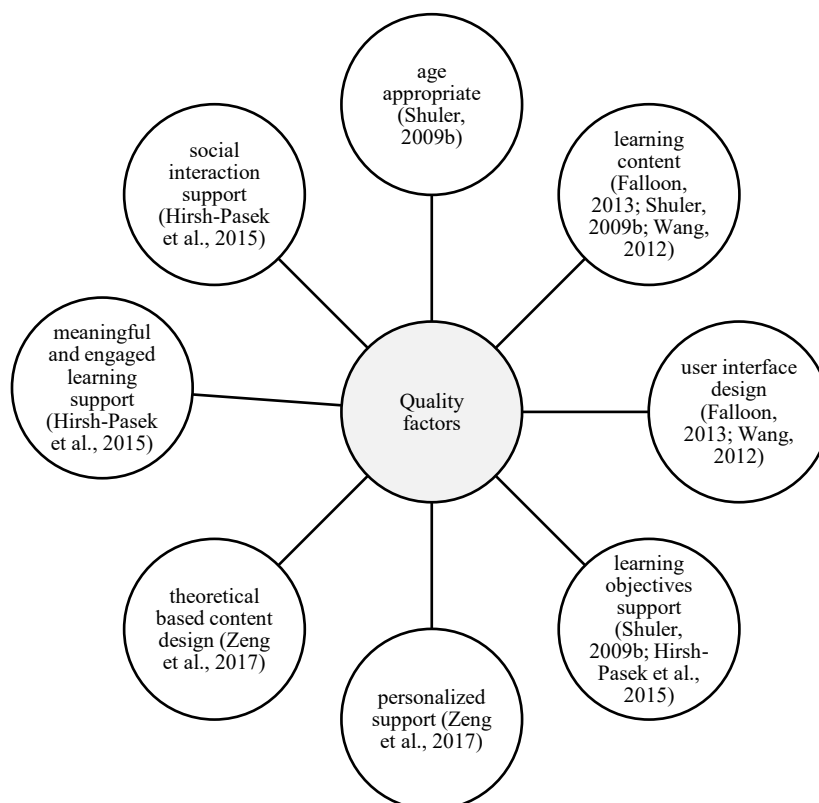 age
appropriate
(Shuler,
2009b)
learning
content
(Falloon,
2013; Shuler,
2009b; Wang,
2012)
user interface
design
(Falloon,
2013; Wang,
2012)
learning
objectives
support
(Shuler,
2009b; Hirsh-
Pasek et al.,
2015)
personalized
support (Zeng
et al., 2017)
theoretical
based content
design (Zeng
et al., 2017)
meaningful
and engaged
learning
support
(Hirsh-Pasek
et al., 2015)
social
interaction
support
(Hirsh-Pasek
et al., 2015)
Quality
factors